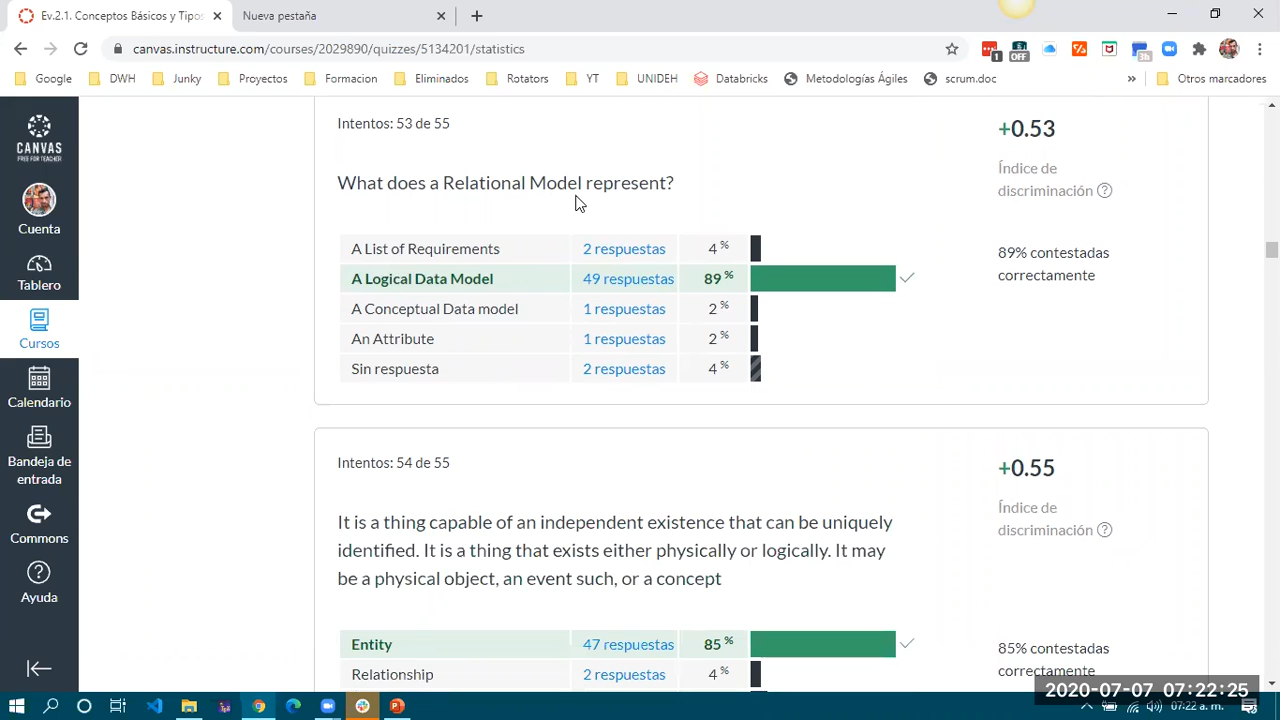 Ev.2.1. Conceptos Básicos y Tipos
Nueva pestaña
canvas.instructure.com/courses/2029890/quizzes/5134201/statistics
1
OFF
3h
Google
DWH
Junky
Proyectos
Formacion
Eliminados
Rotators
YT
UNIDEH
Databricks
Metodologías Ágiles
scrum.doc
»
Otros marcadores
CANVAS
FREE FOR TEACHER
Cuenta
Tablero
Cursos
Calendario
Bandeja de
entrada
Commons
Ayuda
Intentos: 53 de 55
+0.53
Índice de
discriminación ?
What does a Relational Model represent?
A List of Requirements 2 respuestas 4 %
A Logical Data Model 49 respuestas 89 %
A Conceptual Data model 1 respuestas 2 %
An Attribute 1 respuestas 2 %
Sin respuesta 2 respuestas 4 %
89% contestadas
correctamente
Intentos: 54 de 55
+0.55
Índice de
discriminación ?
It is a thing capable of an independent existence that can be uniquely
identified. It is a thing that exists either physically or logically. It may
be a physical object, an event such, or a concept
Entity 47 respuestas 85 %
Relationship 2 respuestas 4 %
85% contestadas
correctamente
2020-07-07 07:22:25
07:22 a. m.